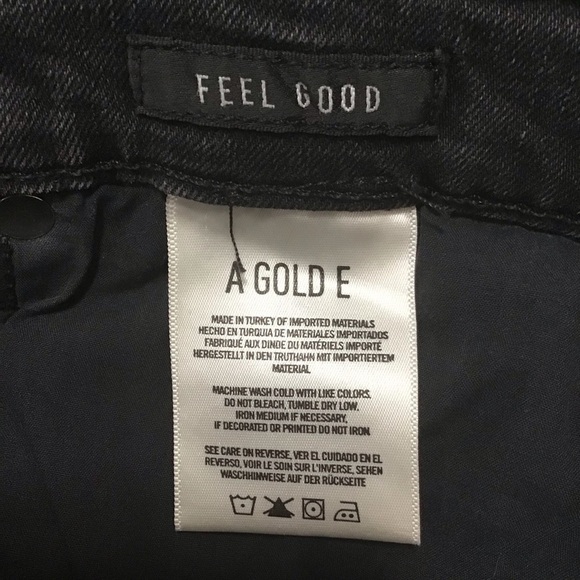 FEEL GOOD
A GOLD E
MADE IN TURKEY OF IMPORTED MATERIALS
HECHO EN TURQUIA DE MATERIALES IMPORTADOS
FABRIQUÉ AUX DINDE DU MATÉRIELS IMPORTÉ
HERGESTELLT IN DEN TRUTHAHN MIT IMPORTIERTEM
MATERIAL
MACHINE WASH COLD WITH LIKE COLORS.
DO NOT BLEACH, TUMBLE DRY LOW.
IRON MEDIUM IF NECESSARY.
IF DECORATED OR PRINTED DO NOT IRON.
SEE CARE ON REVERSE, VER EL CUIDADO EN EL
REVERSO, VOIR LE SOIN SUR L'INVERSE, SEHEN
WASCHHINWEISE AUF DER RÜCKSEITE